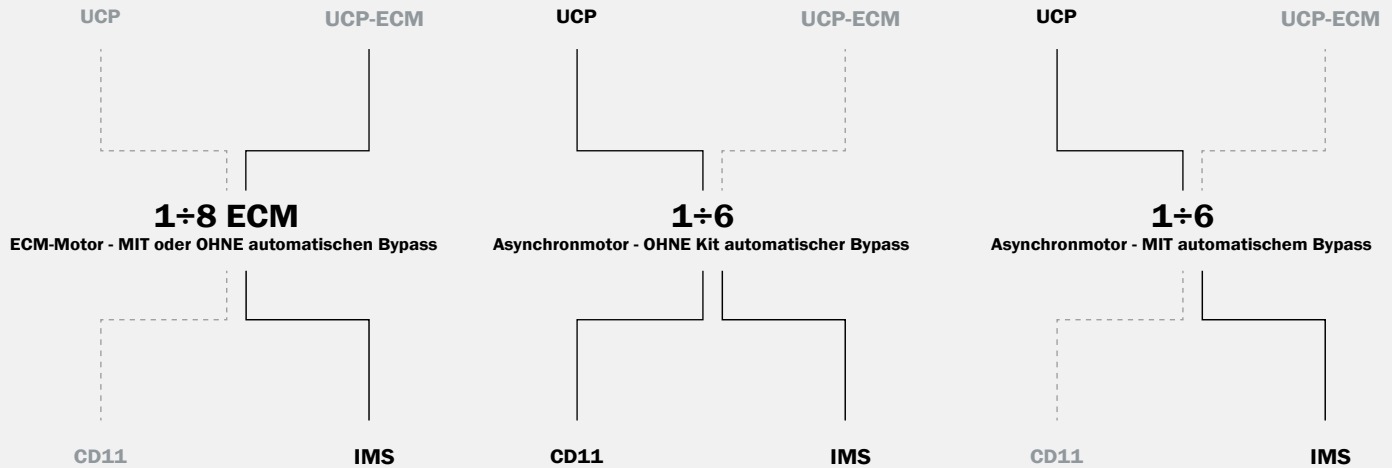 UCP UCP-ECM UCP UCP-ECM UCP UCP-ECM
1÷8 ECM 1÷6 1÷6
ECM-Motor - MIT oder OHNE automatischen Bypass Asynchronmotor - OHNE Kit automatischer Bypass Asynchronmotor - MIT automatischem Bypass
CD11 IMS CD11 IMS CD11 IMS